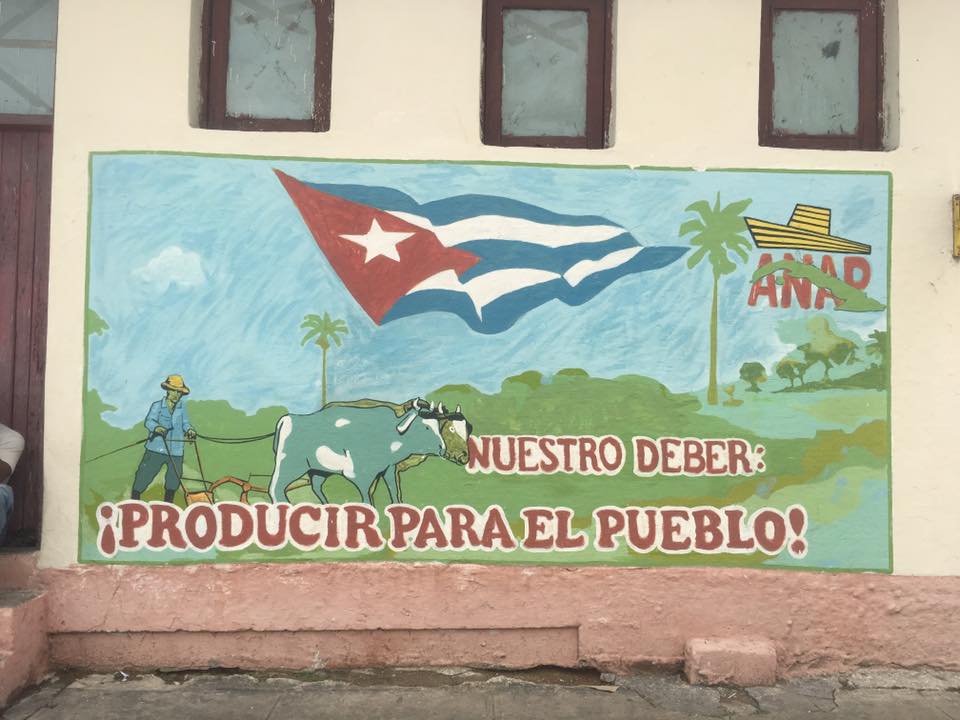 ANAP
NUESTRO DEBER:
¡PRODUCIR PARA EL PUEBLO!